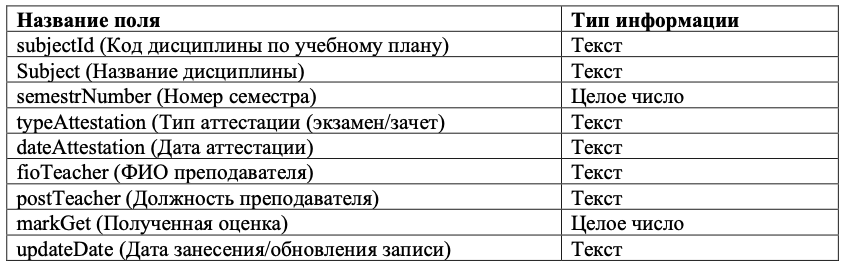 Название поля Тип информации
subjectId (Код дисциплины по учебному плану) Текст
Subject (Название дисциплины) Текст
semestrNumber (Номер семестра) Целое число
typeAttestation (Тип аттестации (экзамен/зачет) Текст
dateAttestation (Дата аттестации) Текст
fioTeacher (ФИО преподавателя) Текст
postTeacher (Должность преподавателя) Текст
markGet (Полученная оценка) Целое число
updateDate (Дата занесения/обновления записи) Текст